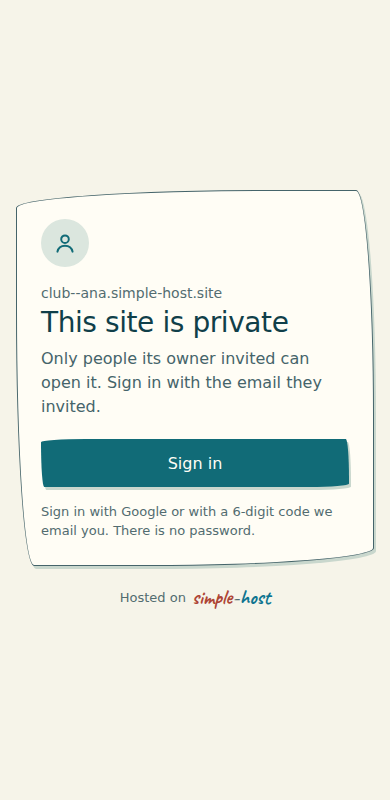 club--ana.simple-host.site
This site is private
Only people its owner invited can
open it. Sign in with the email they
invited.
Sign in
Sign in with Google or with a 6-digit code we
email you. There is no password.
Hosted on simple-host